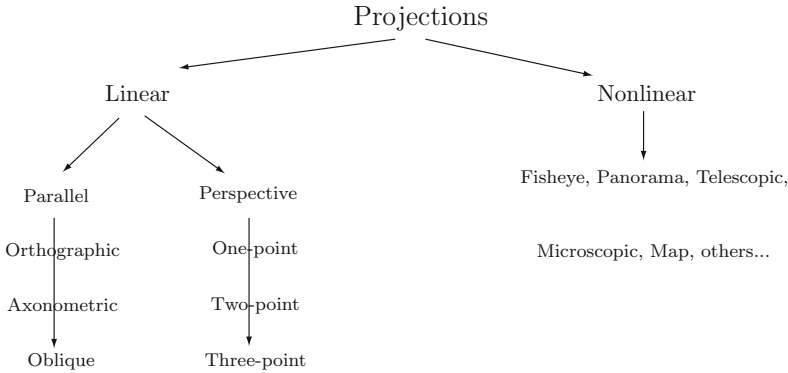 Projections
Linear
Nonlinear
Parallel
Perspective
Fisheye, Panorama, Telescopic,
Orthographic
One-point
Microscopic, Map, others...
Axonometric
Two-point
Oblique
Three-point